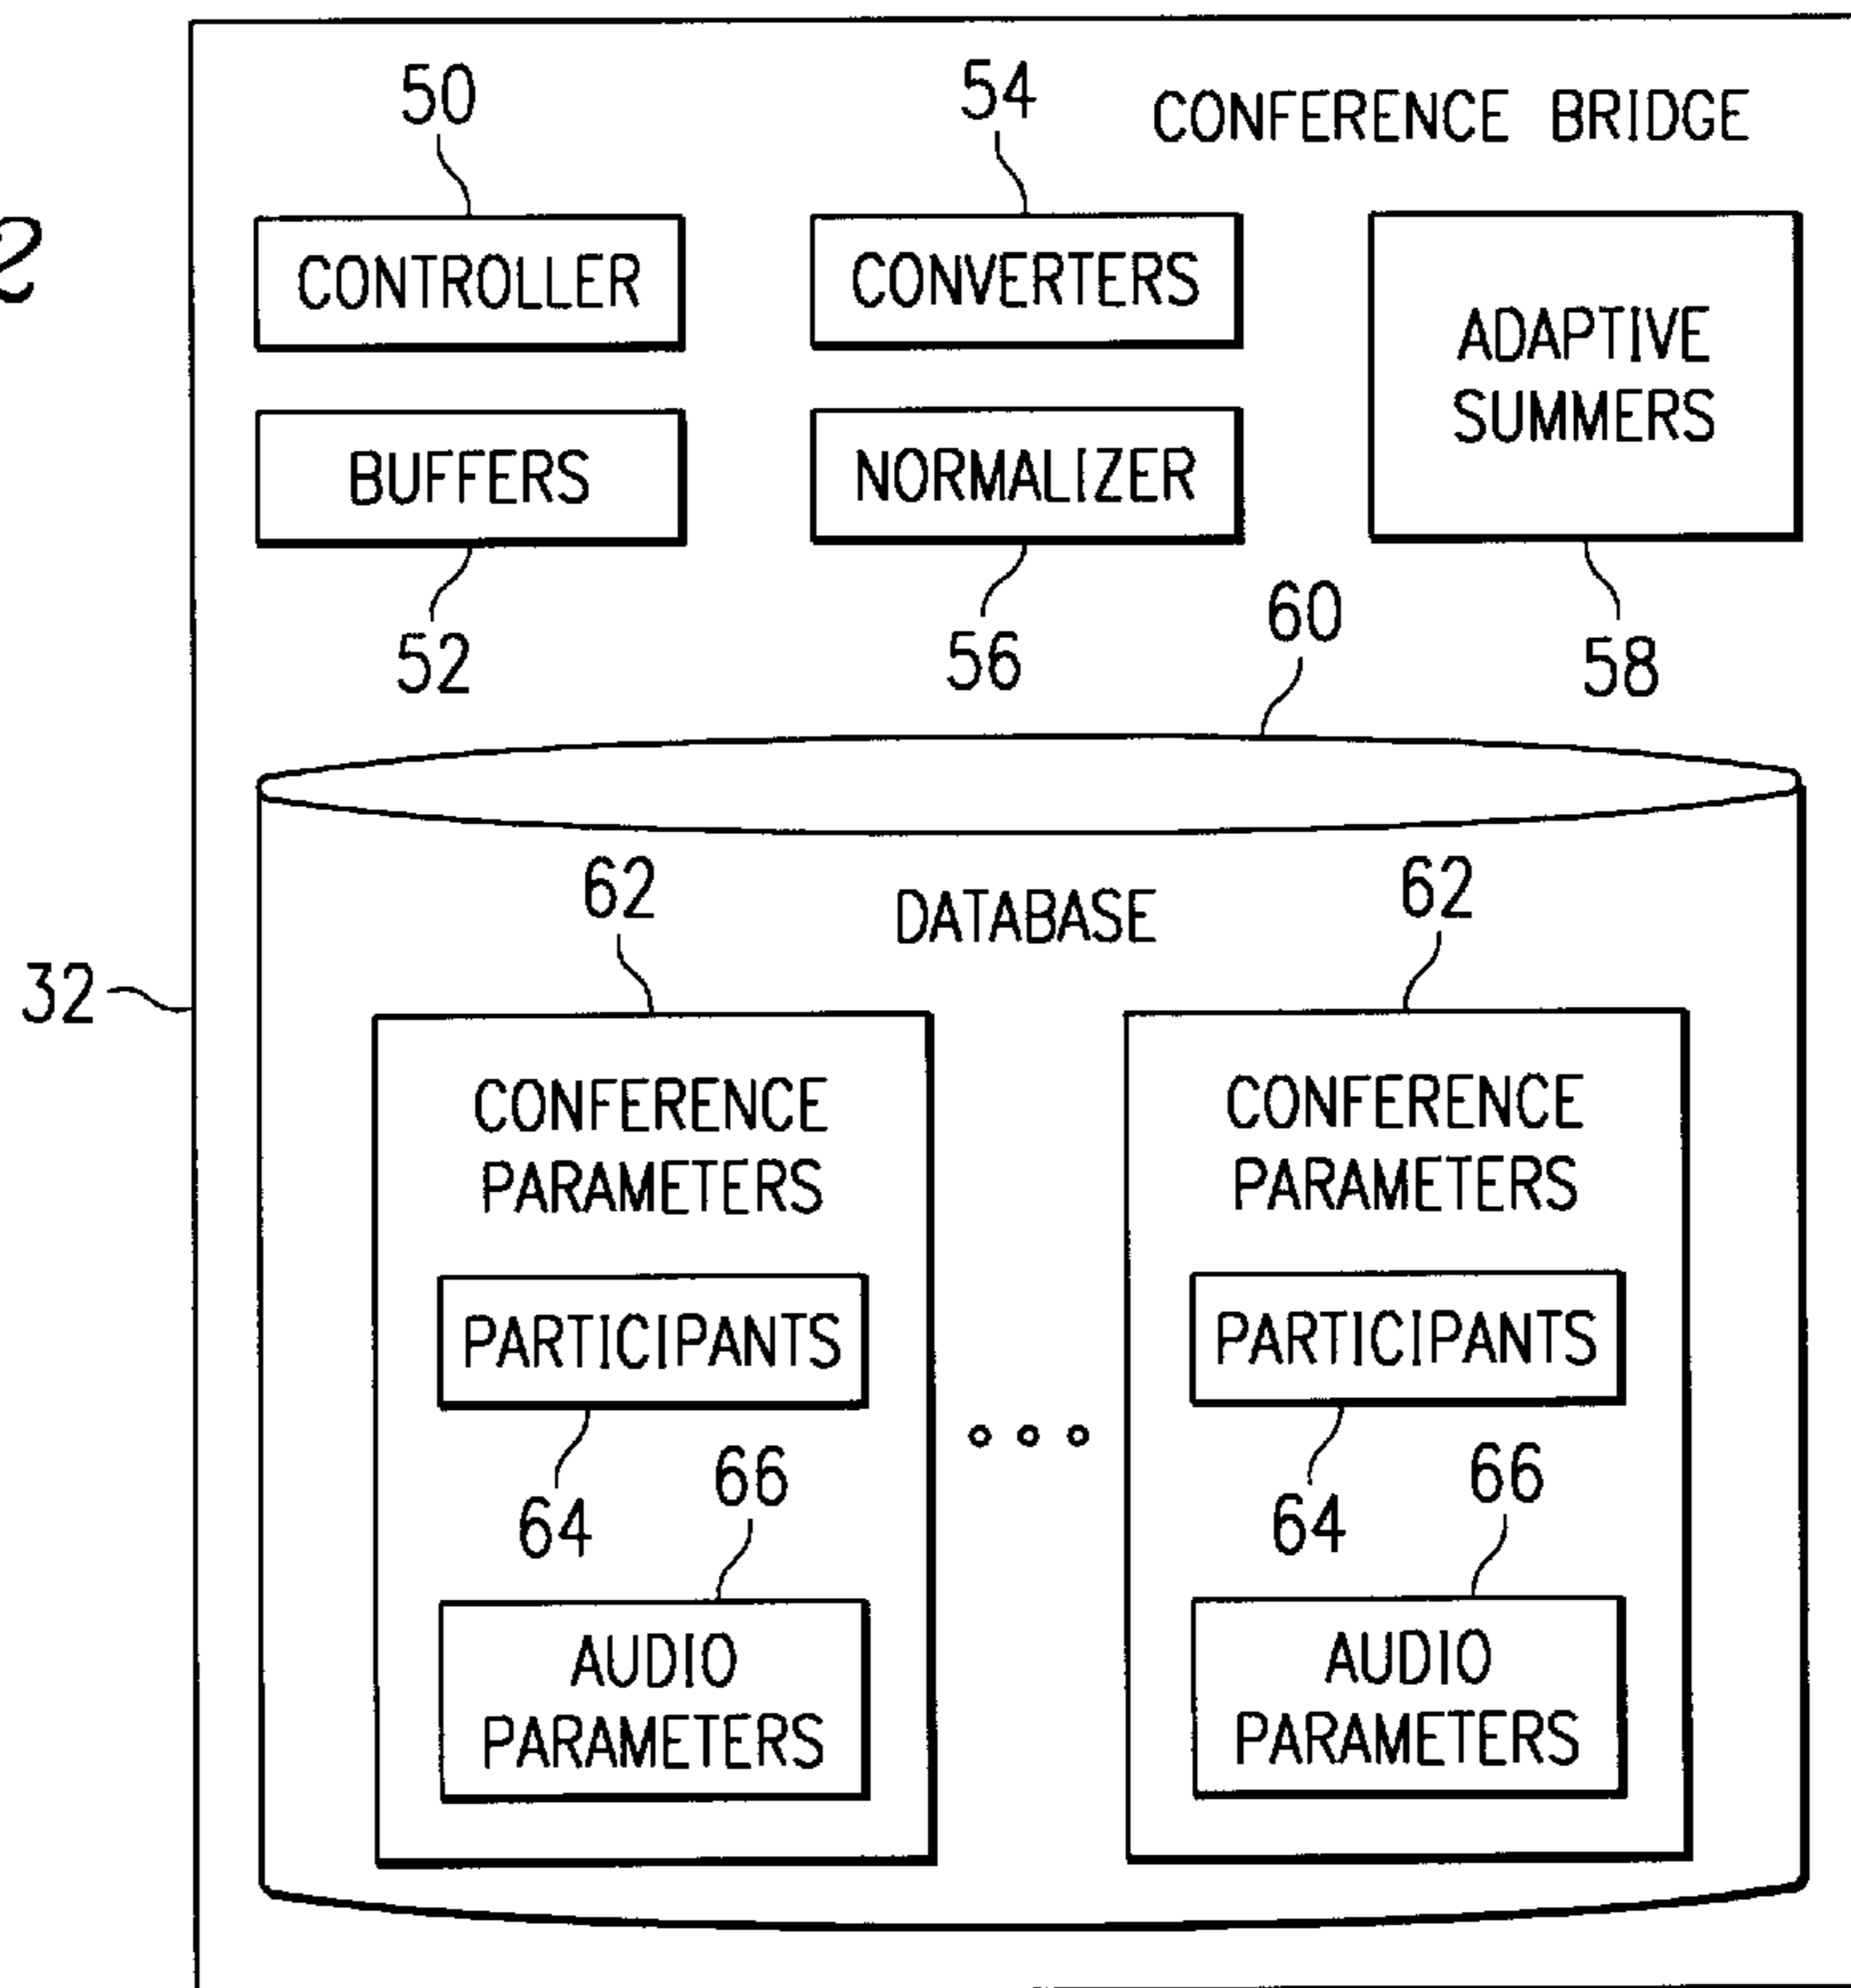 50
54
CONFERENCE BRIDGE
2
CONTROLLER
CONVERTERS
ADAPTIVE
SUMMERS
BUFFERS
NORMALIZER
52
56
60
58
62
DATABASE
62
32
CONFERENCE
PARAMETERS
CONFERENCE
PARAMETERS
PARTICIPANTS
PARTICIPANTS
64
66
64
66
AUDIO
PARAMETERS
AUDIO
PARAMETERS